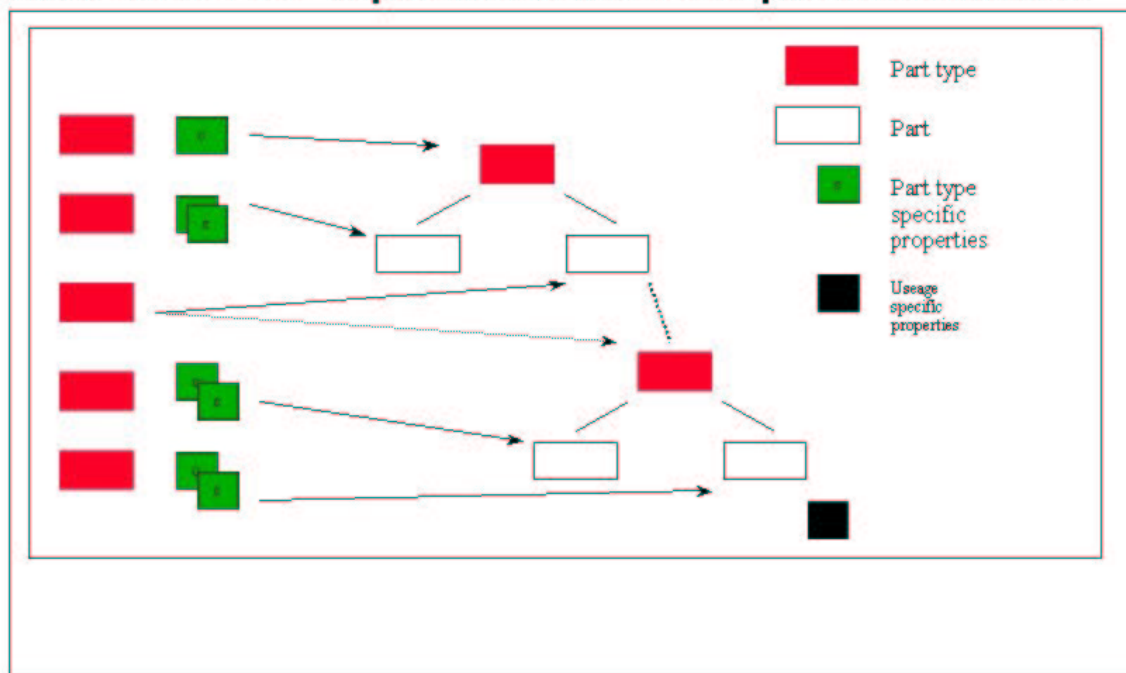 Part type
Part
Part type
specific
properties
Useage
specific
properties